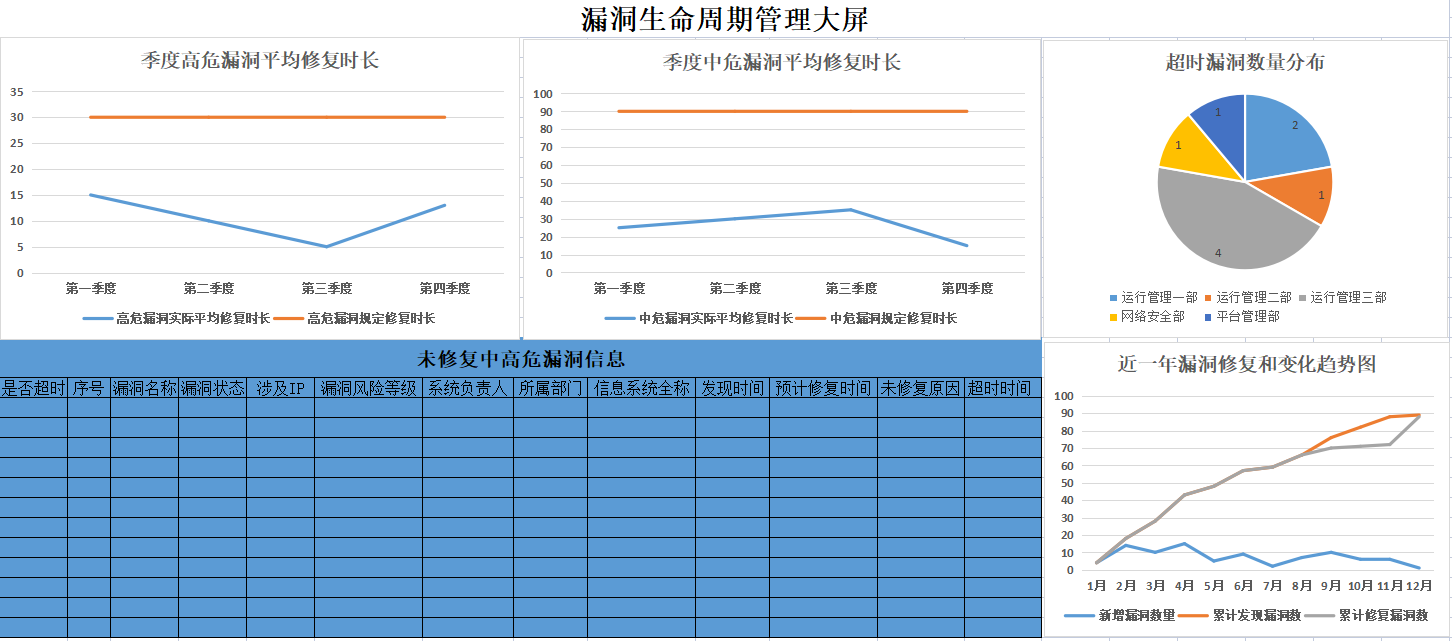 漏洞生命周期管理大屏
季度高危漏洞平均修复时长
35
30
25
20
15
10
5
0
第一季度 第二季度 第三季度 第四季度
高危漏洞实际平均修复时长 高危漏洞规定修复时长
季度中危漏洞平均修复时长
100
90
80
70
60
50
40
30
20
10
0
第一季度 第二季度 第三季度 第四季度
中危漏洞实际平均修复时长 中危漏洞规定修复时长
超时漏洞数量分布
1 2
1
1
4
运行管理一部 运行管理二部 运行管理三部
网络安全部 平台管理部
未修复中高危漏洞信息
是否超时 序号 漏洞名称 漏洞状态 涉及IP 漏洞风险等级 系统负责人 所属部门 信息系统全称 发现时间 预计修复时间 未修复原因 超时时间
近一年漏洞修复和变化趋势图
100
90
80
70
60
50
40
30
20
10
0
1月 2月 3月 4月 5月 6月 7月 8月 9月 10月 11月 12月
新增漏洞数量 累计发现漏洞数 累计修复漏洞数